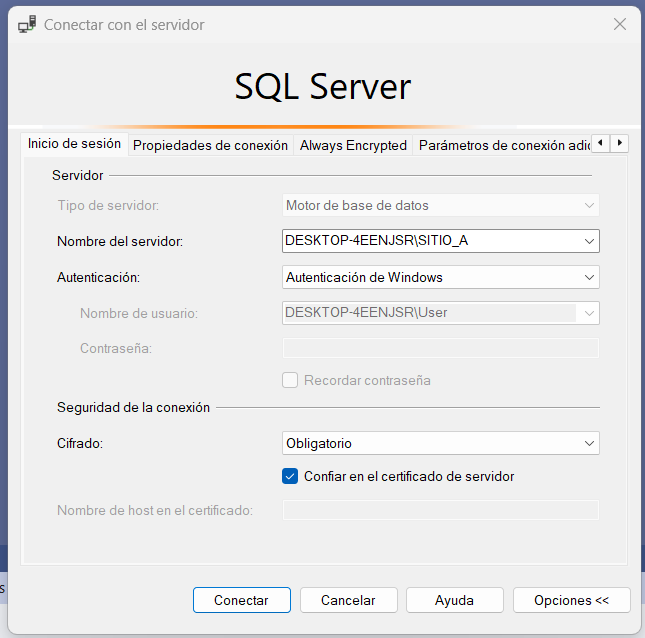 Conectar con el servidor
SQL Server
Inicio de sesión Propiedades de conexión Always Encrypted Parámetros de conexión adic
Servidor
Tipo de servidor: Motor de base de datos
Nombre del servidor: DESKTOP-4EENJSR\SITIO_A
Autenticación: Autenticación de Windows
Nombre de usuario: DESKTOP-4EENJSR\User
Contraseña:
Recordar contraseña
Seguridad de la conexión
Cifrado: Obligatorio
Confiar en el certificado de servidor
Nombre de host en el certificado:
s
Conectar Cancelar Ayuda Opciones <<